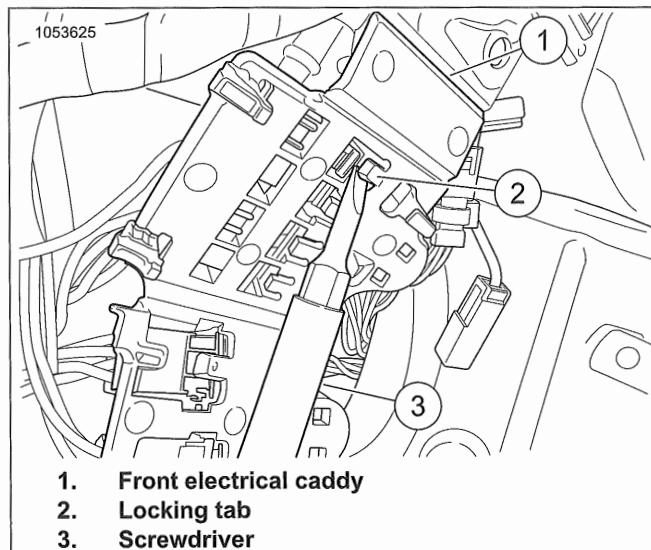 1053625
1
2
3
1. Front electrical caddy
2. Locking tab
3. Screwdriver